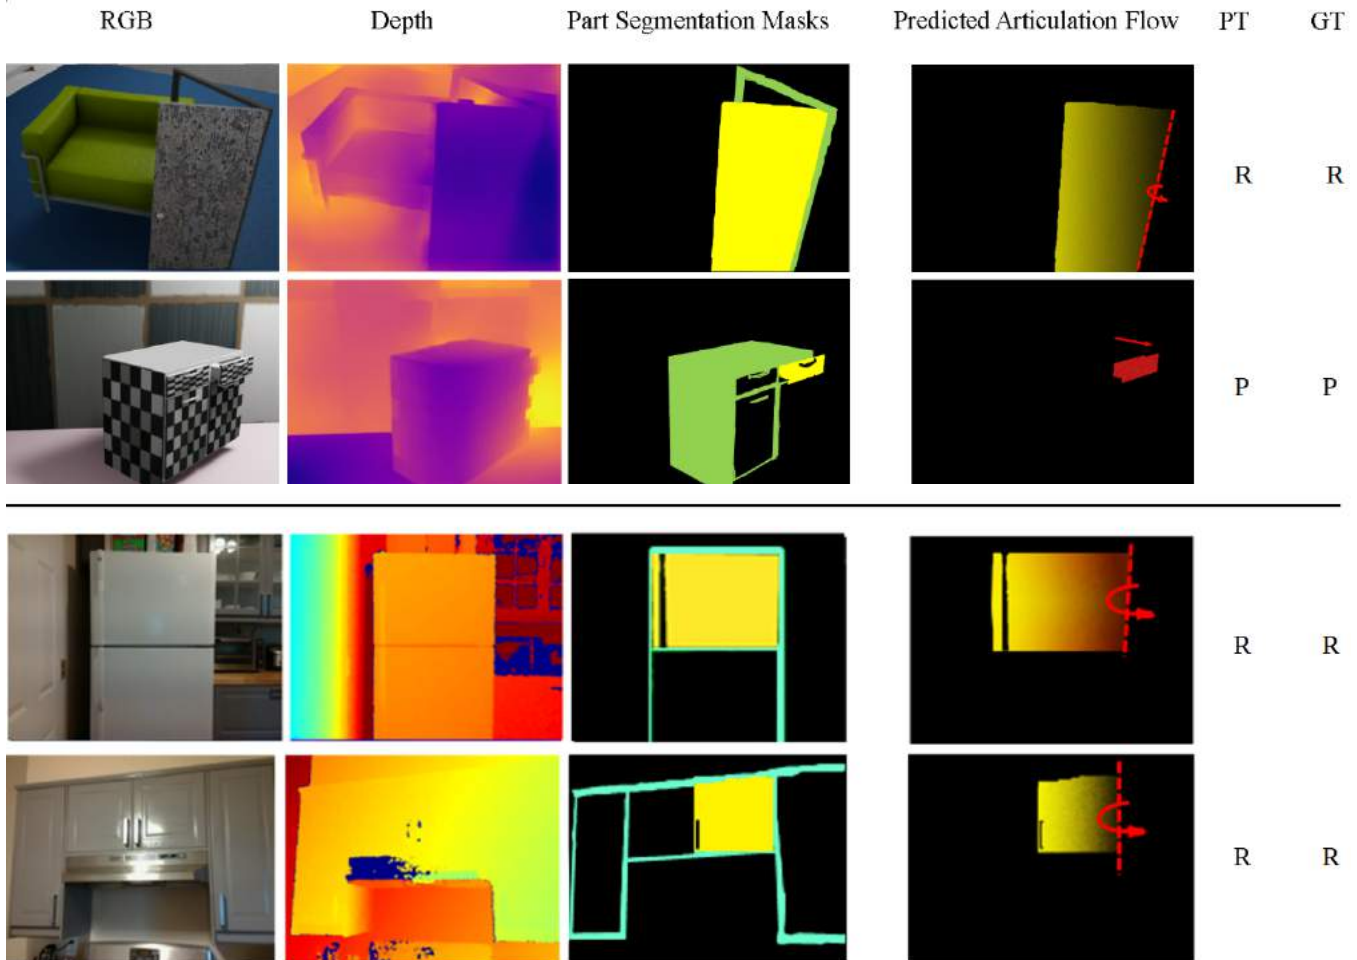 RGB Depth Part Segmentation Masks Predicted Articulation Flow PT GT
R R
P P
R R
R R